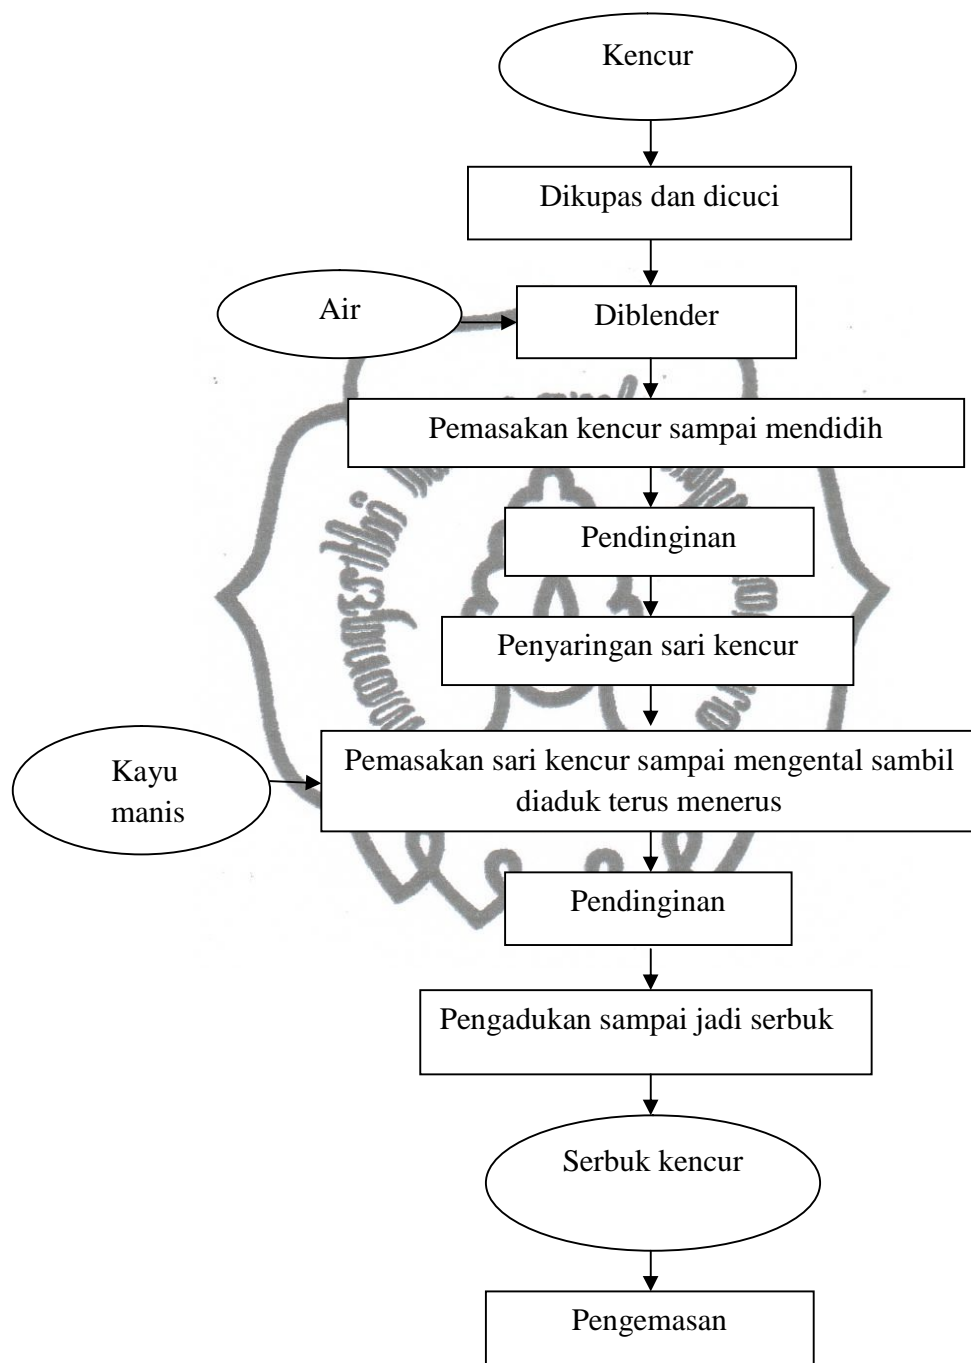 Kencur
Dikupas dan dicuci
Air
Diblender
Pemasakan kencur sampai mendidih
Pendinginan
Penyaringan sari kencur
Kayu
manis
Pemasakan sari kencur sampai mengental sambil
diaduk terus menerus
Pendinginan
Pengadukan sampai jadi serbuk
Serbuk kencur
Pengemasan